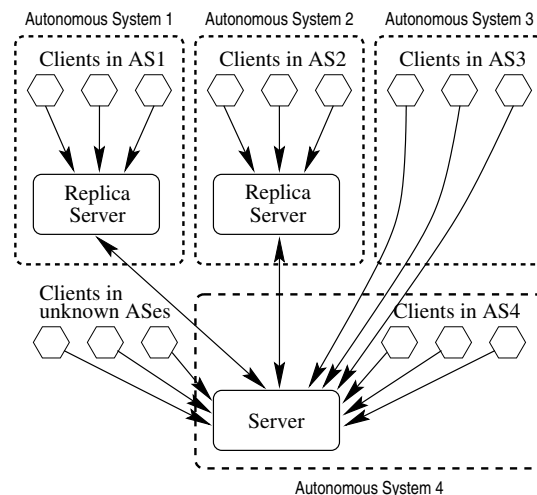 Autonomous System 1
Autonomous System 2
Autonomous System 3
Clients in AS1
Clients in AS2
Clients in AS3
Replica
Server
Replica
Server
Clients in
unknown ASes
Clients in AS4
Server
Autonomous System 4